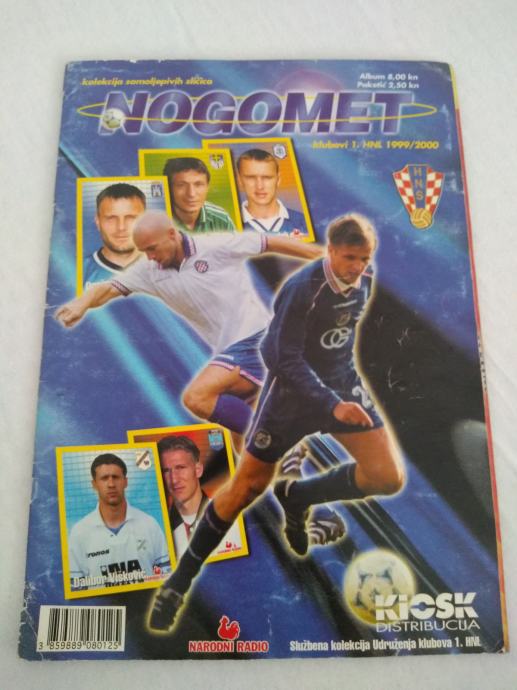 kolekcija samoljepivih sličica
Album 8,00 kn
Paketić 2,50 kn
NOGOMET
klubovi 1. HNL 1999/2000
HNS
INA
Dalibor Višković
3 859889 080125
NARODNI RADIO
KIOSK
DISTRIBUCIJA
Službena kolekcija Udruženja klubova 1. HNL